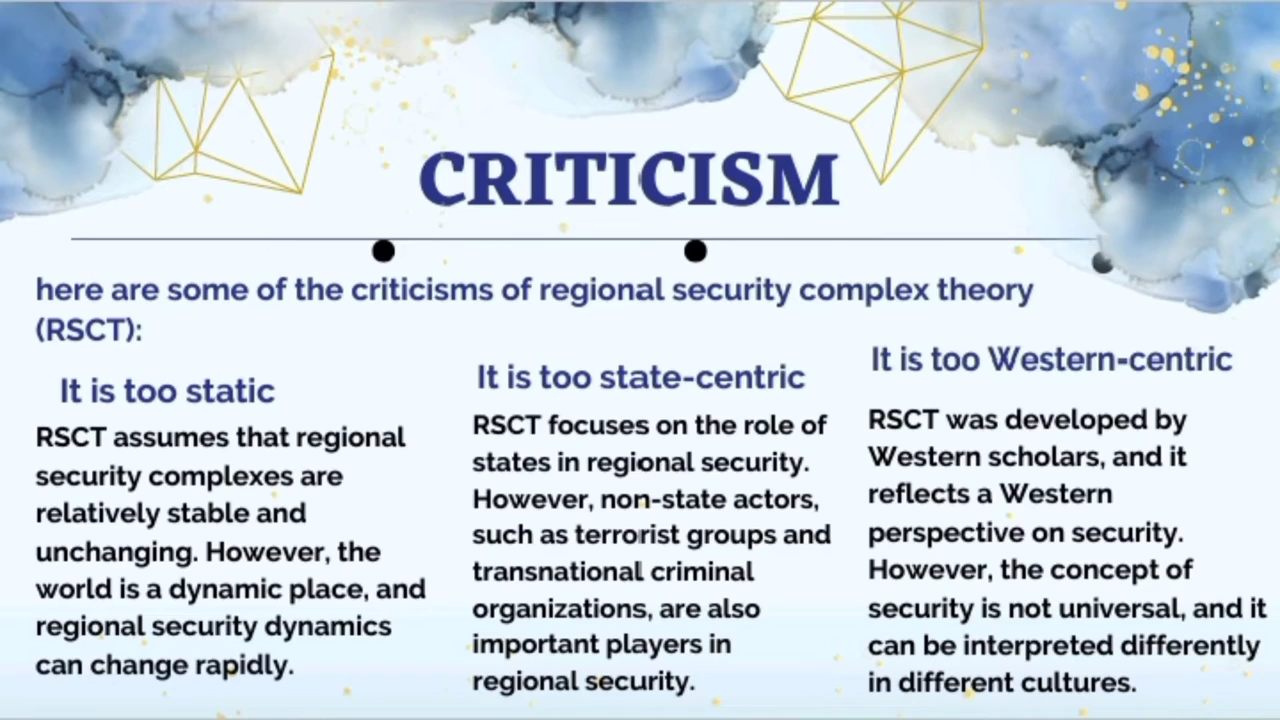 CRITICISM
here are some of the criticisms of regional security complex theory
(RSCT):
It is too static
RSCT assumes that regional
security complexes are
relatively stable and
unchanging. However, the
world is a dynamic place, and
regional security dynamics
can change rapidly.
It is too state-centric
RSCT focuses on the role of
states in regional security.
However, non-state actors,
such as terrorist groups and
transnational criminal
organizations, are also
important players in
regional security.
It is too Western-centric
RSCT was developed by
Western scholars, and it
reflects a Western
perspective on security.
However, the concept of
security is not universal, and it
can be interpreted differently
in different cultures.